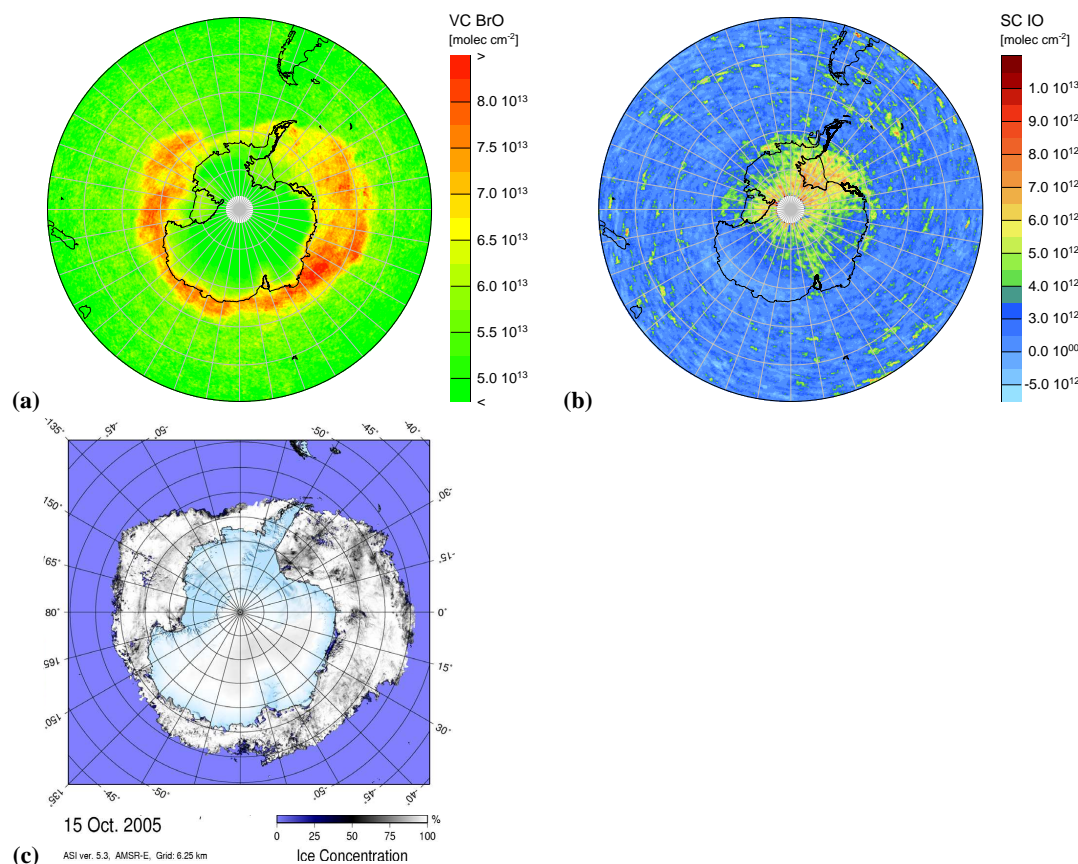 VC BrO
[molec cm⁻²]
>
8.0 10¹³
7.5 10¹³
7.0 10¹³
6.5 10¹³
6.0 10¹³
5.5 10¹³
5.0 10¹³
<
(a)
SC IO
[molec cm⁻²]
1.0 10¹³
9.0 10¹²
8.0 10¹²
7.0 10¹²
6.0 10¹²
5.0 10¹²
4.0 10¹²
3.0 10¹²
0.0 10⁰⁰
-5.0 10¹²
(b)
-135° -45° -50° -50° -45° -40°
150° -30°
165° -15°
80° 0°
165 15°
150° 30°
135° -45° -50° -50° -45° -40°
15 Oct. 2005
%
0 25 50 75 100
ASI ver. 5.3, AMSR-E, Grid: 6.25 km
Ice Concentration
(c)